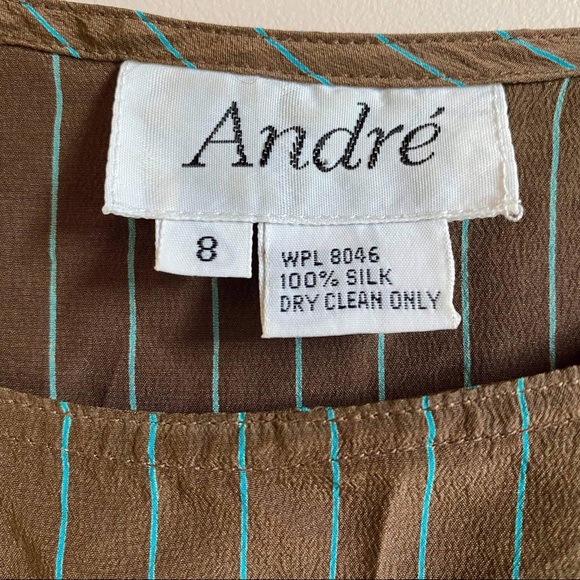 André
8
WPL 8046
100% SILK
DRY CLEAN ONLY